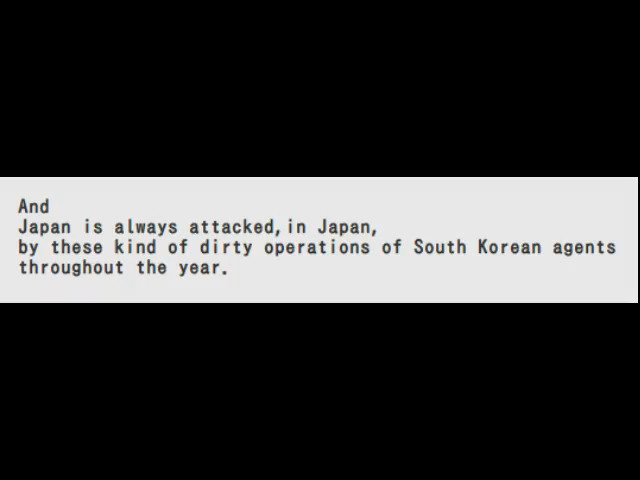 And
Japan is always attacked,in Japan,
by these kind of dirty operations of South Korean agents
throughout the year.